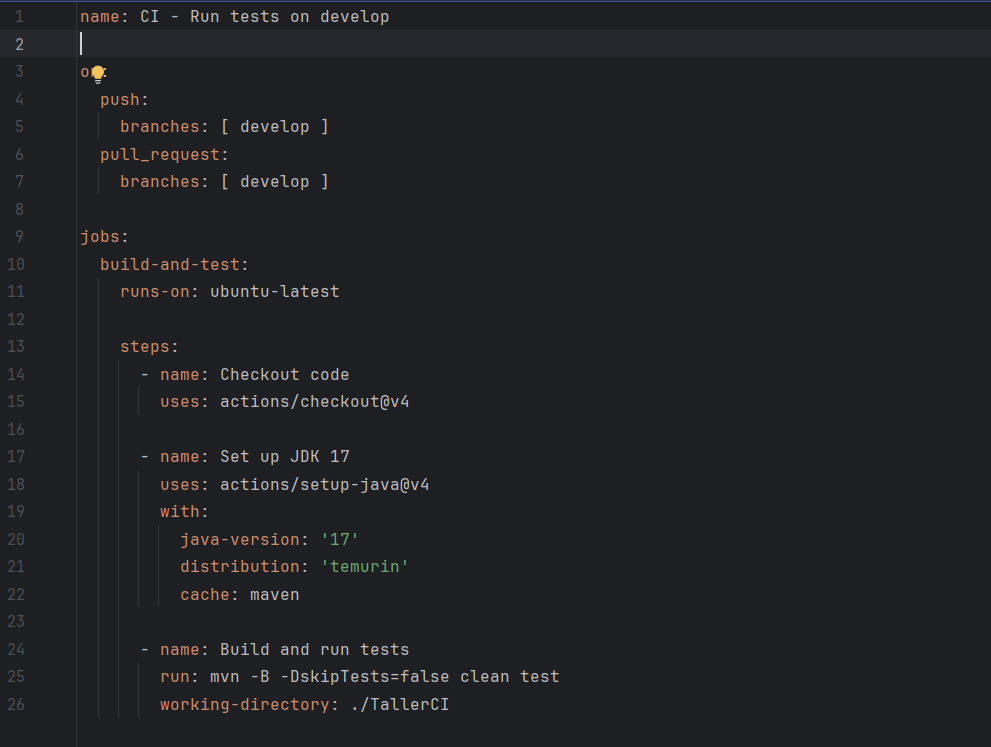 1 name: CI - Run tests on develop
2
3 on:
4 push:
5 branches: [ develop ]
6 pull_request:
7 branches: [ develop ]
8
9 jobs:
10 build-and-test:
11 runs-on: ubuntu-latest
12
13 steps:
14 - name: Checkout code
15 uses: actions/checkout@v4
16
17 - name: Set up JDK 17
18 uses: actions/setup-java@v4
19 with:
20 java-version: '17'
21 distribution: 'temurin'
22 cache: maven
23
24 - name: Build and run tests
25 run: mvn -B -DskipTests=false clean test
26 working-directory: ./TallerCI